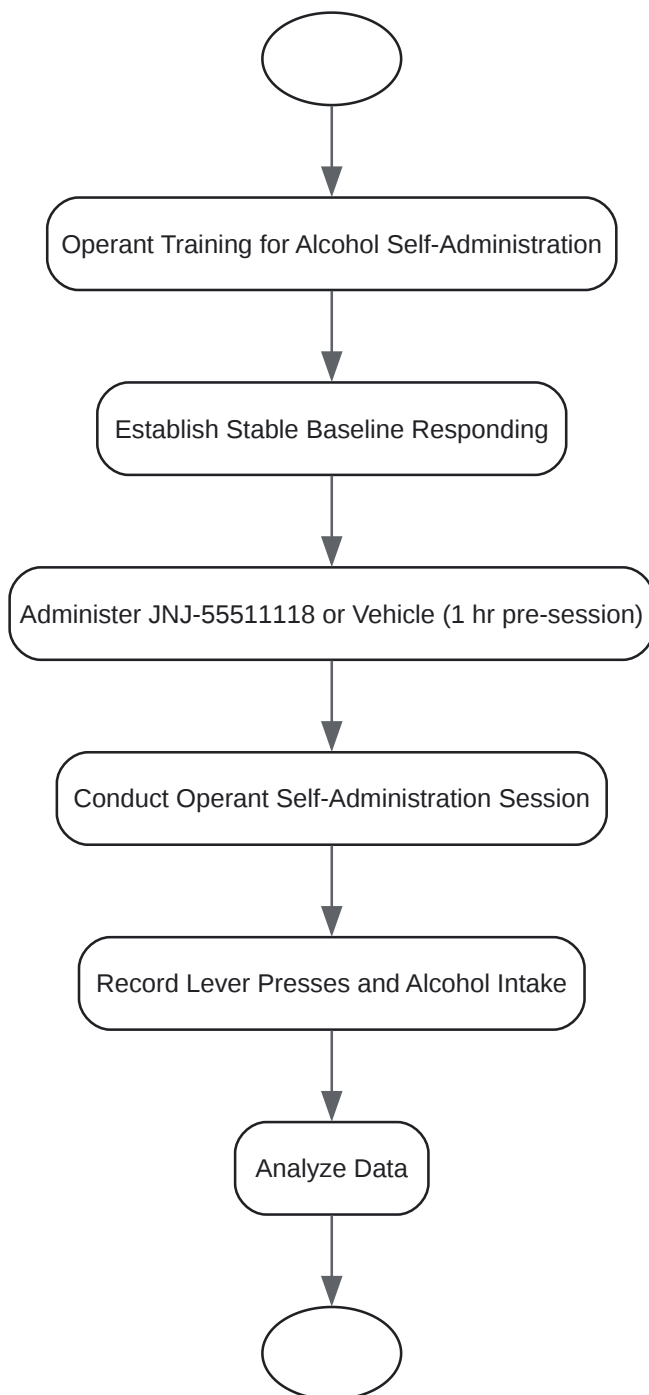 Operant Training for Alcohol Self-Administration
Establish Stable Baseline Responding
Administer JNJ-55511118 or Vehicle (1 hr pre-session)
Conduct Operant Self-Administration Session
Record Lever Presses and Alcohol Intake
Analyze Data